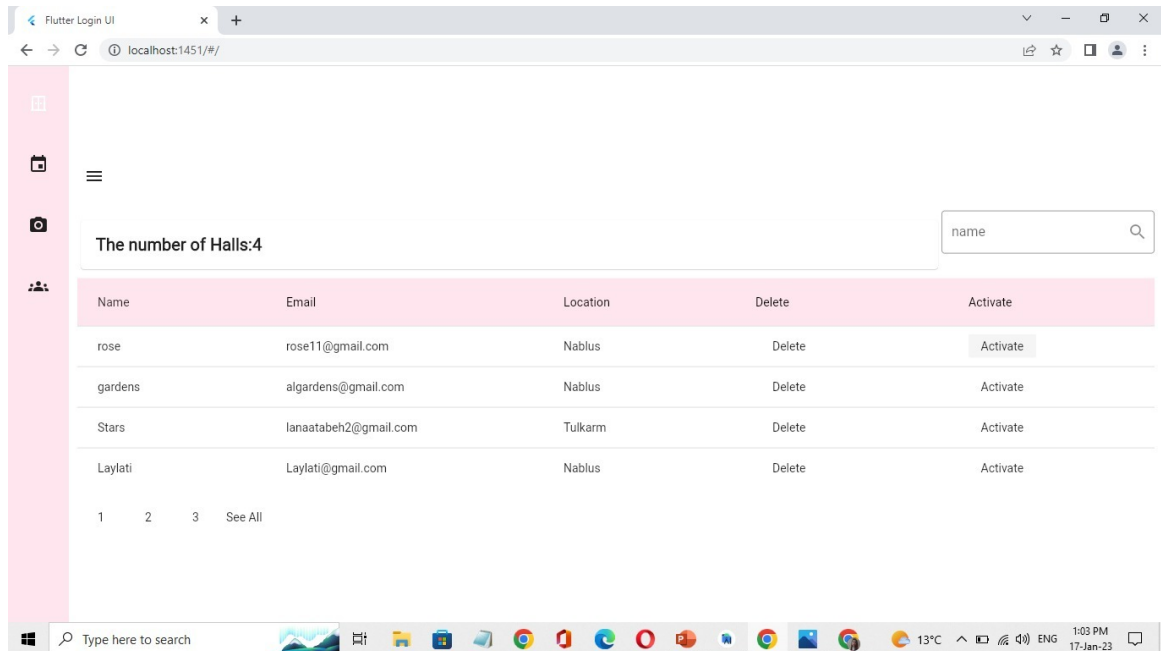 Flutter Login UI
localhost:1451/#/
name
The number of Halls:4
Name Email Location Delete Activate
rose rose11@gmail.com Nablus Delete Activate
gardens algardens@gmail.com Nablus Delete Activate
Stars lanaatabeh2@gmail.com Tulkarm Delete Activate
Laylati Laylati@gmail.com Nablus Delete Activate
1 2 3 See All
Type here to search 13°C ENG 1:03 PM
17-Jan-23